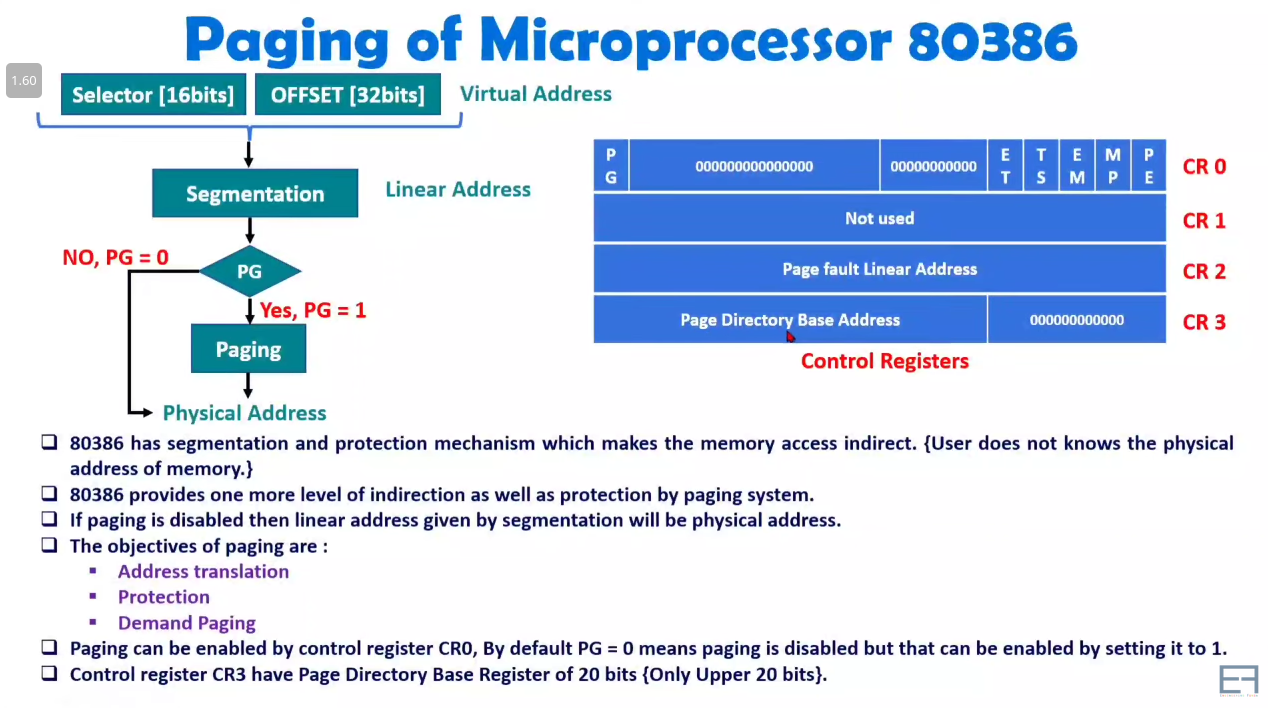 Paging of Microprocessor 80386
1.60
Selector [16bits]
OFFSET [32bits]
Virtual Address
Segmentation
Linear Address
NO, PG = 0
PG
Yes, PG = 1
Paging
Physical Address
P G
000000000000000
00000000000
E T
T S
E M
M P
P E
CR 0
Not used
CR 1
Page fault Linear Address
CR 2
Page Directory Base Address
000000000000
CR 3
Control Registers
80386 has segmentation and protection mechanism which makes the memory access indirect. {User does not knows the physical
address of memory.}
80386 provides one more level of indirection as well as protection by paging system.
If paging is disabled then linear address given by segmentation will be physical address.
The objectives of paging are :
Address translation
Protection
Demand Paging
Paging can be enabled by control register CR0, By default PG = 0 means paging is disabled but that can be enabled by setting it to 1.
Control register CR3 have Page Directory Base Register of 20 bits {Only Upper 20 bits}.